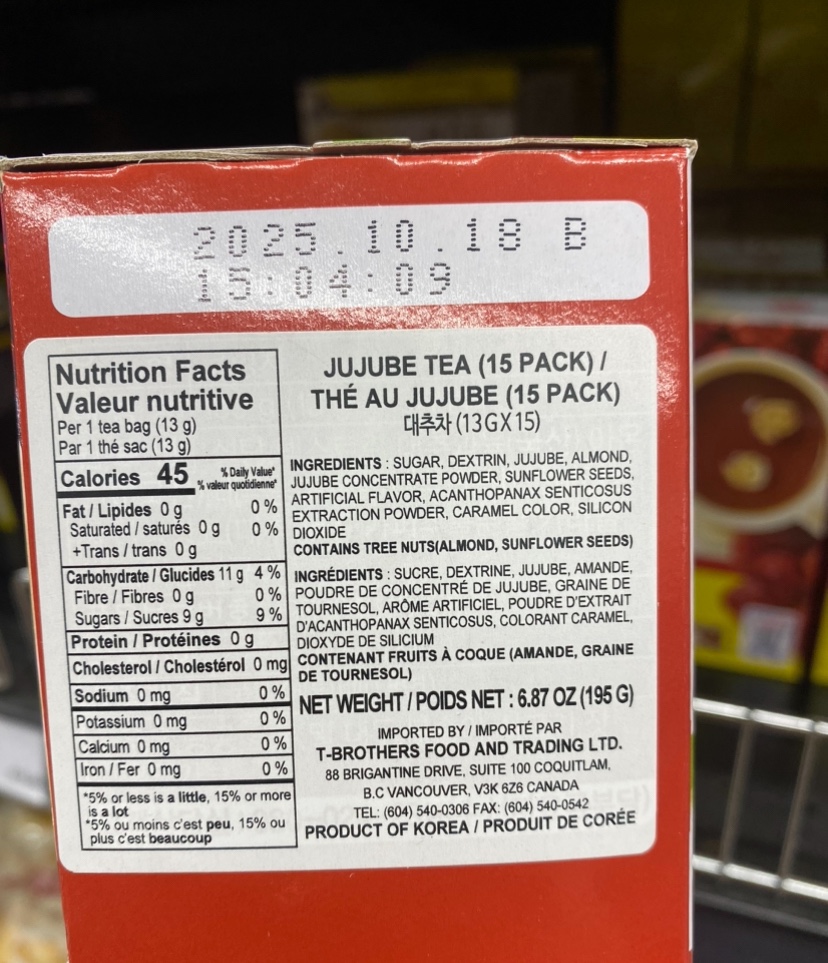 2025.10.18 B
15:04:09
Nutrition Facts
Valeur nutritive
Per 1 tea bag (13 g)
Par 1 thé sac (13 g)
Calories 45
% Daily Value*
% valeur quotidienne*
Fat / Lipides 0 g 0 %
Saturated / saturés 0 g 0 %
+Trans / trans 0 g
Carbohydrate / Glucides 11 g 4 %
Fibre / Fibres 0 g 0 %
Sugars / Sucres 9 g 9 %
Protein / Protéines 0 g
Cholesterol / Cholestérol 0 mg
Sodium 0 mg 0 %
Potassium 0 mg 0 %
Calcium 0 mg 0 %
Iron / Fer 0 mg 0 %
*5% or less is a little, 15% or more
is a lot
*5% ou moins c'est peu, 15% ou
plus c'est beaucoup
JUJUBE TEA (15 PACK) /
THÉ AU JUJUBE (15 PACK)
대추차 (13GX15)
INGREDIENTS : SUGAR, DEXTRIN, JUJUBE, ALMOND,
JUJUBE CONCENTRATE POWDER, SUNFLOWER SEEDS,
ARTIFICIAL FLAVOR, ACANTHOPANAX SENTICOSUS
EXTRACTION POWDER, CARAMEL COLOR, SILICON
DIOXIDE
CONTAINS TREE NUTS(ALMOND, SUNFLOWER SEEDS)
INGRÉDIENTS : SUCRE, DEXTRINE, JUJUBE, AMANDE,
POUDRE DE CONCENTRÉ DE JUJUBE, GRAINE DE
TOURNESOL, ARÔME ARTIFICIEL, POUDRE D'EXTRAIT
D'ACANTHOPANAX SENTICOSUS, COLORANT CARAMEL,
DIOXYDE DE SILICIUM
CONTENANT FRUITS À COQUE (AMANDE, GRAINE
DE TOURNESOL)
NET WEIGHT / POIDS NET : 6.87 OZ (195 G)
IMPORTED BY / IMPORTÉ PAR
T-BROTHERS FOOD AND TRADING LTD.
88 BRIGANTINE DRIVE, SUITE 100 COQUITLAM,
B.C VANCOUVER, V3K 6Z6 CANADA
TEL: (604) 540-0306 FAX: (604) 540-0542
PRODUCT OF KOREA / PRODUIT DE CORÉE